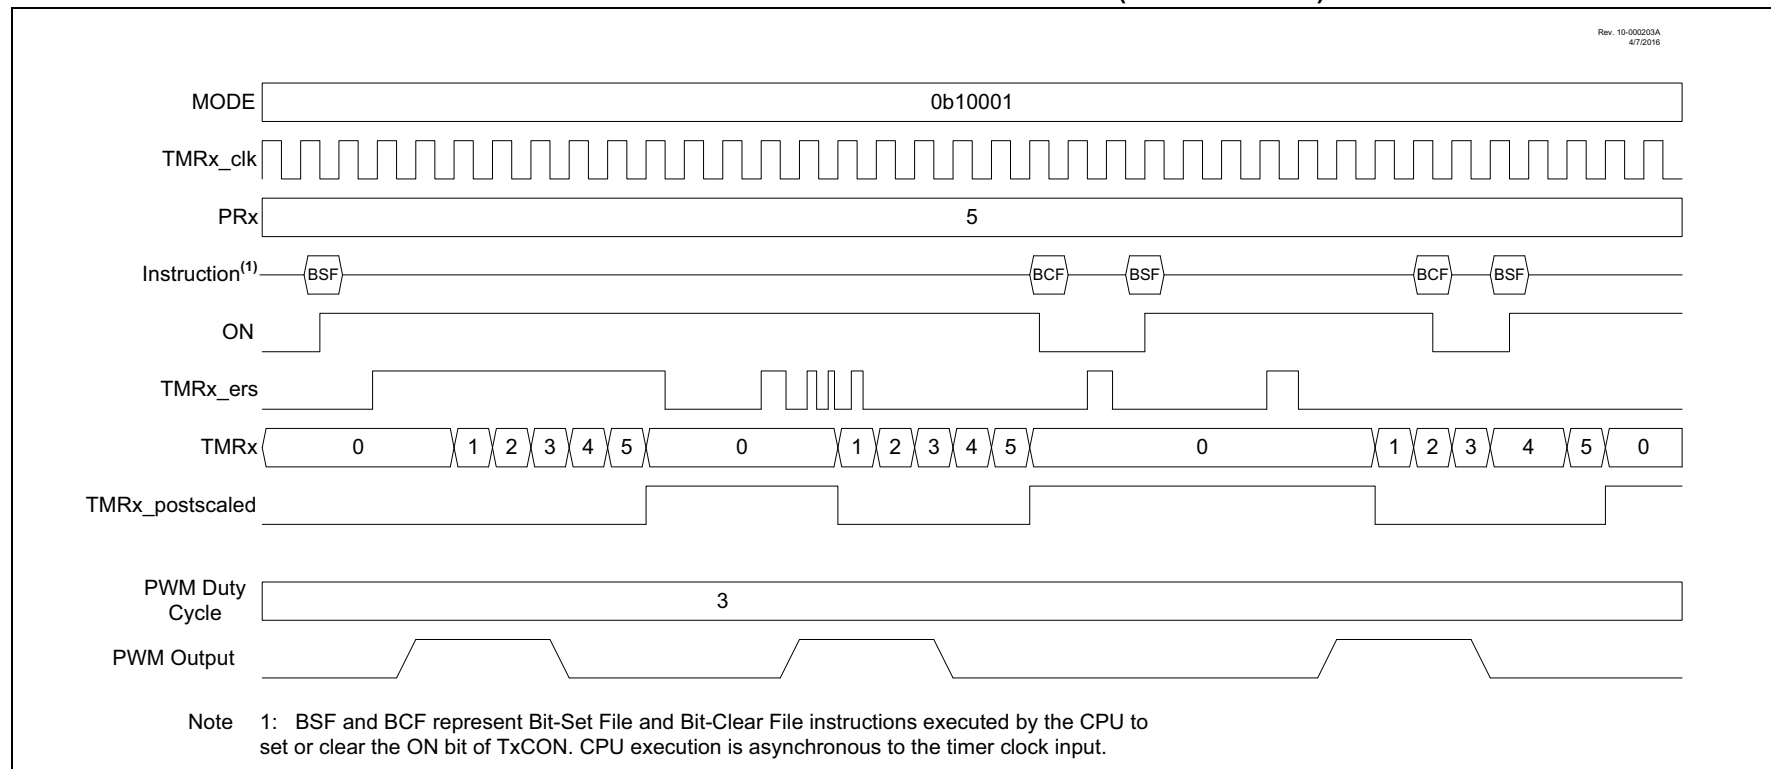 Rev. 10-000203A
4/7/2016
MODE 0b10001
TMRx_clk
PRx 5
Instruction(1) BSF BCF BSF BCF BSF
ON
TMRx_ers
TMRx 0 1 2 3 4 5 0 1 2 3 4 5 0 1 2 3 4 5 0
TMRx_postscaled
PWM Duty
Cycle 3
PWM Output
Note 1: BSF and BCF represent Bit-Set File and Bit-Clear File instructions executed by the CPU to
set or clear the ON bit of TxCON. CPU execution is asynchronous to the timer clock input.